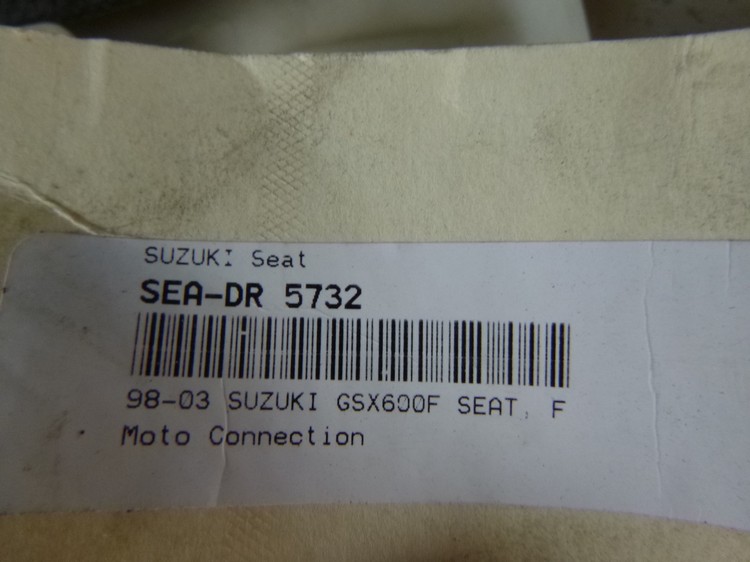 SUZUKI Seat
SEA-DR 5732
98-03 SUZUKI GSX600F SEAT, F
Moto Connection